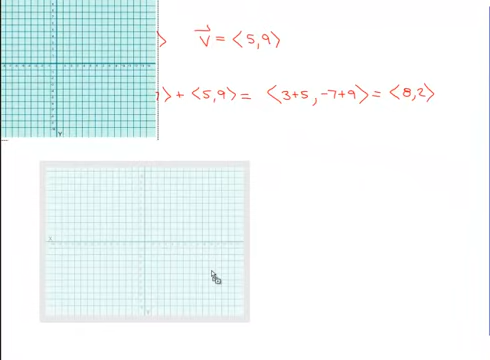 ⟩ v⃗ = ⟨5,9⟩
⟩ + ⟨5,9⟩ = ⟨3+5, -7+9⟩ = ⟨8,2⟩